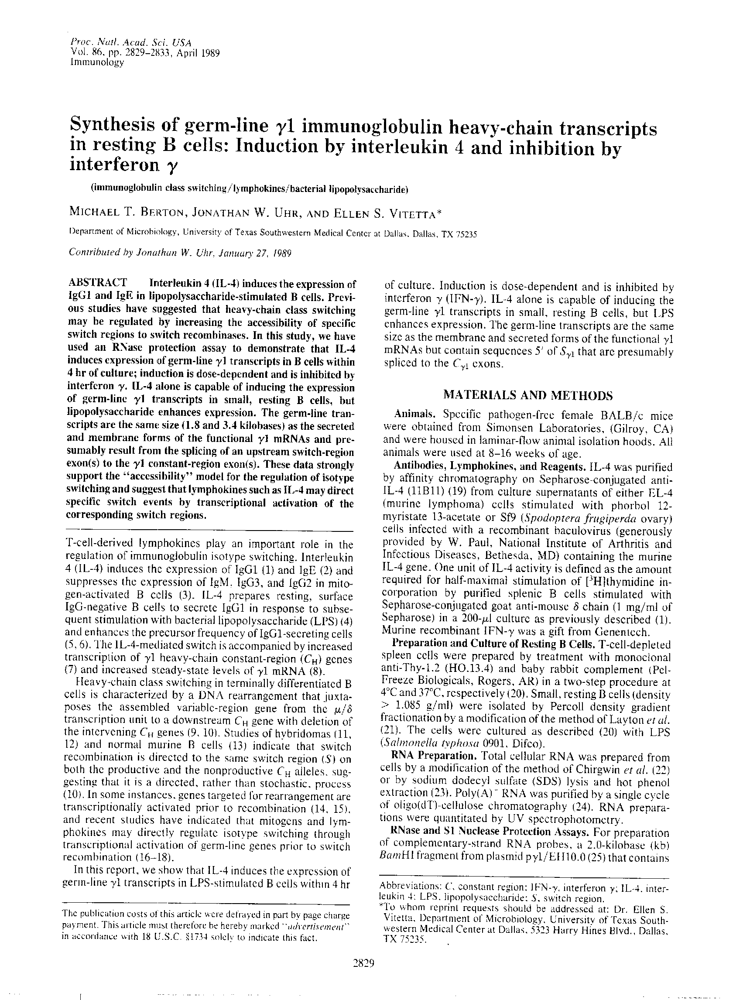 Proc. Natl. Acad. Sci. USA
Vol. 86, pp. 2829–2833, April 1989
Immunology
Synthesis of germ-line γ1 immunoglobulin heavy-chain transcripts
in resting B cells: Induction by interleukin 4 and inhibition by
interferon γ
(immunoglobulin class switching/lymphokines/bacterial lipopolysaccharide)
MICHAEL T. BERTON, JONATHAN W. UHR, AND ELLEN S. VITETTA*
Department of Microbiology, University of Texas Southwestern Medical Center at Dallas, Dallas, TX 75235
Contributed by Jonathan W. Uhr, January 27, 1989
ABSTRACT Interleukin 4 (IL-4) induces the expression of
IgG1 and IgE in lipopolysaccharide-stimulated B cells. Previ-
ous studies have suggested that heavy-chain class switching
may be regulated by increasing the accessibility of specific
switch regions to switch recombinases. In this study, we have
used an RNase protection assay to demonstrate that IL-4
induces expression of germ-line γ1 transcripts in B cells within
4 hr of culture; induction is dose-dependent and is inhibited by
interferon γ. IL-4 alone is capable of inducing the expression
of germ-line γ1 transcripts in small, resting B cells, but
lipopolysaccharide enhances expression. The germ-line tran-
scripts are the same size (1.8 and 3.4 kilobases) as the secreted
and membrane forms of the functional γ1 mRNAs and pre-
sumably result from the splicing of an upstream switch-region
exon(s) to the γ1 constant-region exon(s). These data strongly
support the "accessibility" model for the regulation of isotype
switching and suggest that lymphokines such as IL-4 may direct
specific switch events by transcriptional activation of the
corresponding switch regions.
T-cell-derived lymphokines play an important role in the
regulation of immunoglobulin isotype switching. Interleukin
4 (IL-4) induces the expression of IgG1 (1) and IgE (2) and
suppresses the expression of IgM, IgG3, and IgG2 in mito-
gen-activated B cells (3). IL-4 prepares resting, surface
IgG-negative B cells to secrete IgG1 in response to subse-
quent stimulation with bacterial lipopolysaccharide (LPS) (4)
and enhances the precursor frequency of IgG1-secreting cells
(5, 6). The IL-4-mediated switch is accompanied by increased
transcription of γ1 heavy-chain constant-region (CH) genes
(7) and increased steady-state levels of γ1 mRNA (8).
Heavy-chain class switching in terminally differentiated B
cells is characterized by a DNA rearrangement that juxta-
poses the assembled variable-region gene from the μ/δ
transcription unit to a downstream CH gene with deletion of
the intervening CH genes (9, 10). Studies of hybridomas (11,
12) and normal murine B cells (13) indicate that switch
recombination is directed to the same switch region (S) on
both the productive and the nonproductive CH alleles, sug-
gesting that it is a directed, rather than stochastic, process
(10). In some instances, genes targeted for rearrangement are
transcriptionally activated prior to recombination (14, 15),
and recent studies have indicated that mitogens and lym-
phokines may directly regulate isotype switching through
transcriptional activation of germ-line genes prior to switch
recombination (16–18).
In this report, we show that IL-4 induces the expression of
germ-line γ1 transcripts in LPS-stimulated B cells within 4 hr
The publication costs of this article were defrayed in part by page charge
payment. This article must therefore be hereby marked "advertisement"
in accordance with 18 U.S.C. §1734 solely to indicate this fact.
of culture. Induction is dose-dependent and is inhibited by
interferon γ (IFN-γ). IL-4 alone is capable of inducing the
germ-line γ1 transcripts in small, resting B cells, but LPS
enhances expression. The germ-line transcripts are the same
size as the membrane and secreted forms of the functional γ1
mRNAs but contain sequences 5' of Sγ1 that are presumably
spliced to the Cγ1 exons.
MATERIALS AND METHODS
Animals. Specific pathogen-free female BALB/c mice
were obtained from Simonsen Laboratories, (Gilroy, CA)
and were housed in laminar-flow animal isolation hoods. All
animals were used at 8–16 weeks of age.
Antibodies, Lymphokines, and Reagents. IL-4 was purified
by affinity chromatography on Sepharose-conjugated anti-
IL-4 (11B11) (19) from culture supernatants of either EL-4
(murine lymphoma) cells stimulated with phorbol 12-
myristate 13-acetate or Sf9 (Spodoptera frugiperda ovary)
cells infected with a recombinant baculovirus (generously
provided by W. Paul, National Institute of Arthritis and
Infectious Diseases, Bethesda, MD) containing the murine
IL-4 gene. One unit of IL-4 activity is defined as the amount
required for half-maximal stimulation of [3H]thymidine in-
corporation by purified splenic B cells stimulated with
Sepharose-conjugated goat anti-mouse δ chain (1 mg/ml of
Sepharose) in a 200-μl culture as previously described (1).
Murine recombinant IFN-γ was a gift from Genentech.
Preparation and Culture of Resting B Cells. T-cell-depleted
spleen cells were prepared by treatment with monoclonal
anti-Thy-1.2 (HO.13.4) and baby rabbit complement (Pel-
Freeze Biologicals, Rogers, AR) in a two-step procedure at
4°C and 37°C, respectively (20). Small, resting B cells (density
> 1.085 g/ml) were isolated by Percoll density gradient
fractionation by a modification of the method of Layton et al.
(21). The cells were cultured as described (20) with LPS
(Salmonella typhosa 0901, Difco).
RNA Preparation. Total cellular RNA was prepared from
cells by a modification of the method of Chirgwin et al. (22)
or by sodium dodecyl sulfate (SDS) lysis and hot phenol
extraction (23). Poly(A)+ RNA was purified by a single cycle
of oligo(dT)-cellulose chromatography (24). RNA prepara-
tions were quantitated by UV spectrophotometry.
RNase and S1 Nuclease Protection Assays. For preparation
of complementary-strand RNA probes, a 2.0-kilobase (kb)
BamHI fragment from plasmid pγ1/EH10.0 (25) that contains
Abbreviations: C, constant region; IFN-γ, interferon γ; IL-4, inter-
leukin 4; LPS, lipopolysaccharide; S, switch region.
*To whom reprint requests should be addressed at: Dr. Ellen S.
Vitetta, Department of Microbiology, University of Texas South-
western Medical Center at Dallas, 5323 Harry Hines Blvd., Dallas,
TX 75235.
2829